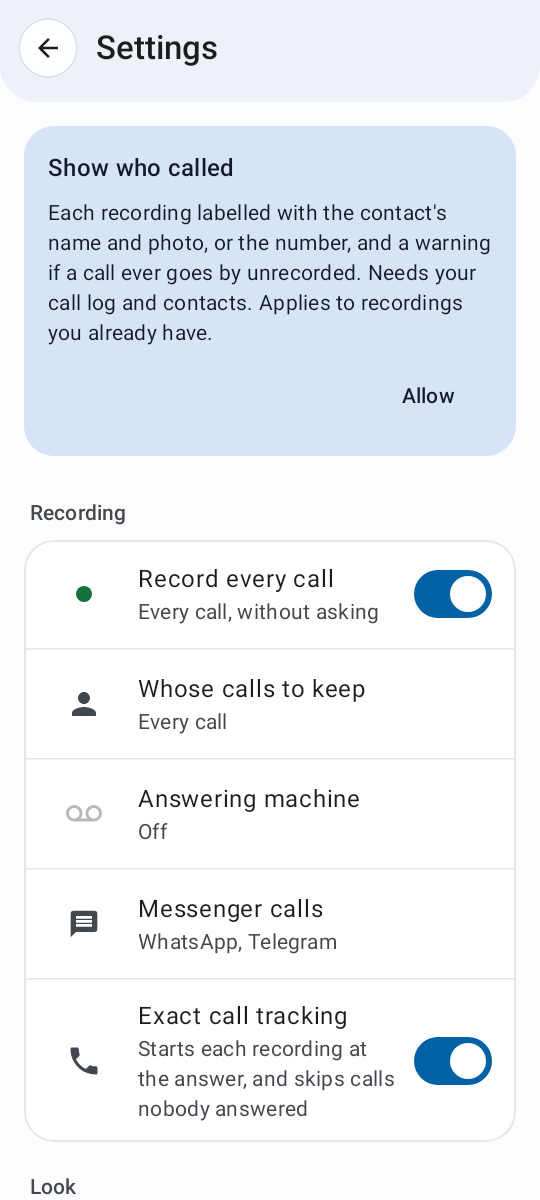 Settings
Show who called
Each recording labelled with the contact's
name and photo, or the number, and a warning
if a call ever goes by unrecorded. Needs your
call log and contacts. Applies to recordings
you already have.
Allow
Recording
Record every call
Every call, without asking
Whose calls to keep
Every call
Answering machine
Off
Messenger calls
WhatsApp, Telegram
Exact call tracking
Starts each recording at
the answer, and skips calls
nobody answered
Look